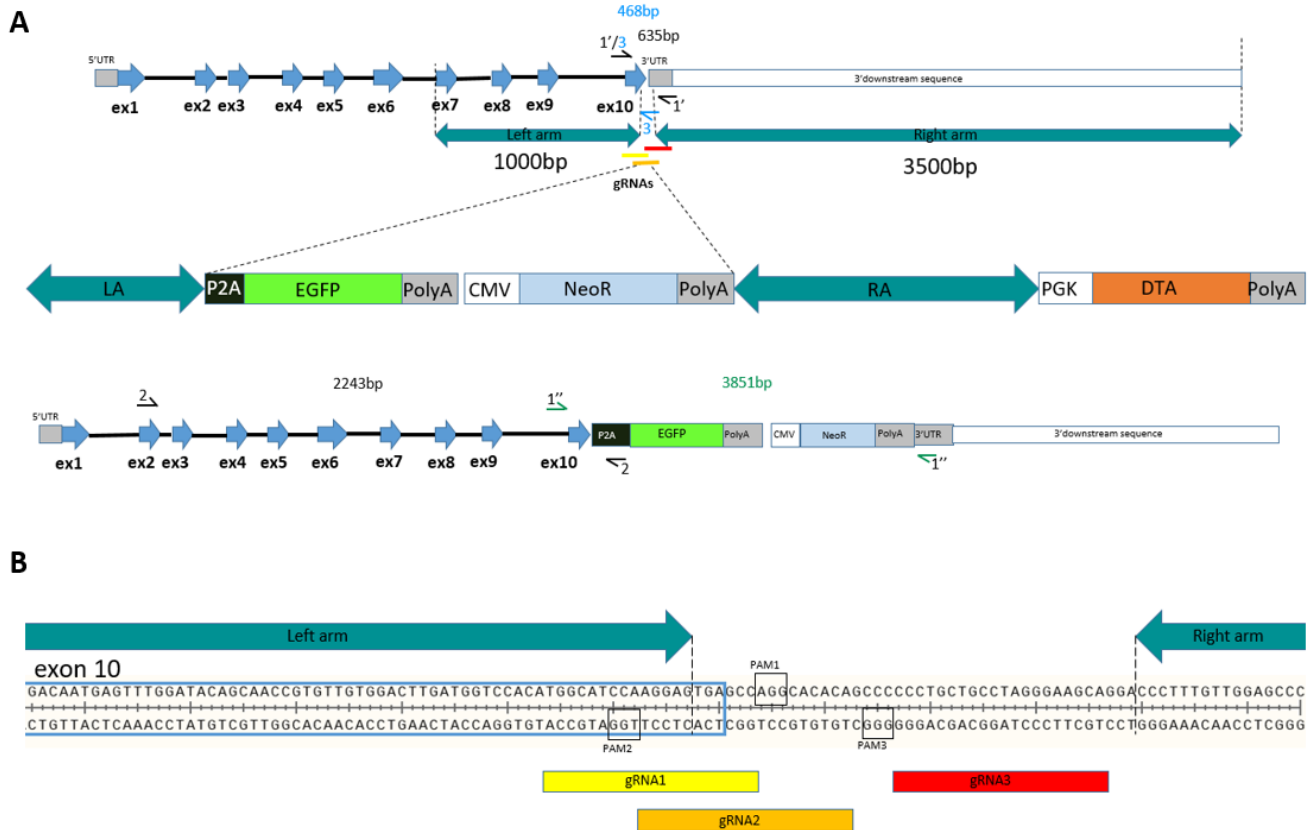 A
468bp
1'/3 635bp
5'UTR 3'UTR 3'downstream sequence
ex1 ex2 ex3 ex4 ex5 ex6 ex7 ex8 ex9 ex10 1'
3
Left arm Right arm
1000bp 3500bp
gRNAs
LA P2A EGFP PolyA CMV NeoR PolyA RA PGK DTA PolyA
2243bp 3851bp
2 1''
5'UTR P2A EGFP PolyA CMV NeoR PolyA 3'UTR 3'downstream sequence
ex1 ex2 ex3 ex4 ex5 ex6 ex7 ex8 ex9 ex10 2 1''
B
Left arm Right arm
exon 10 PAM1
GACAATGAGTTTGGATACAGCAACCGTGTTGTGGACTTGATGGTCCACATGGCATCCAAGGAGTGAGCCAGGCACACAGCCCCCCTGCTGCCTAGGGAAGCAGGACCCTTTGTTGGAGCCC
CTGTTACTCAAACCTATGTCGTTGGCACAACACCTGAACTACCAGGTGTACCGTAGGTTCCTCACTCGGTCCGTGTGTCGGGGGGACGACGGATCCCTTCGTCCTGGGAAACAACCTCGGG
PAM2 PAM3
gRNA1 gRNA3
gRNA2